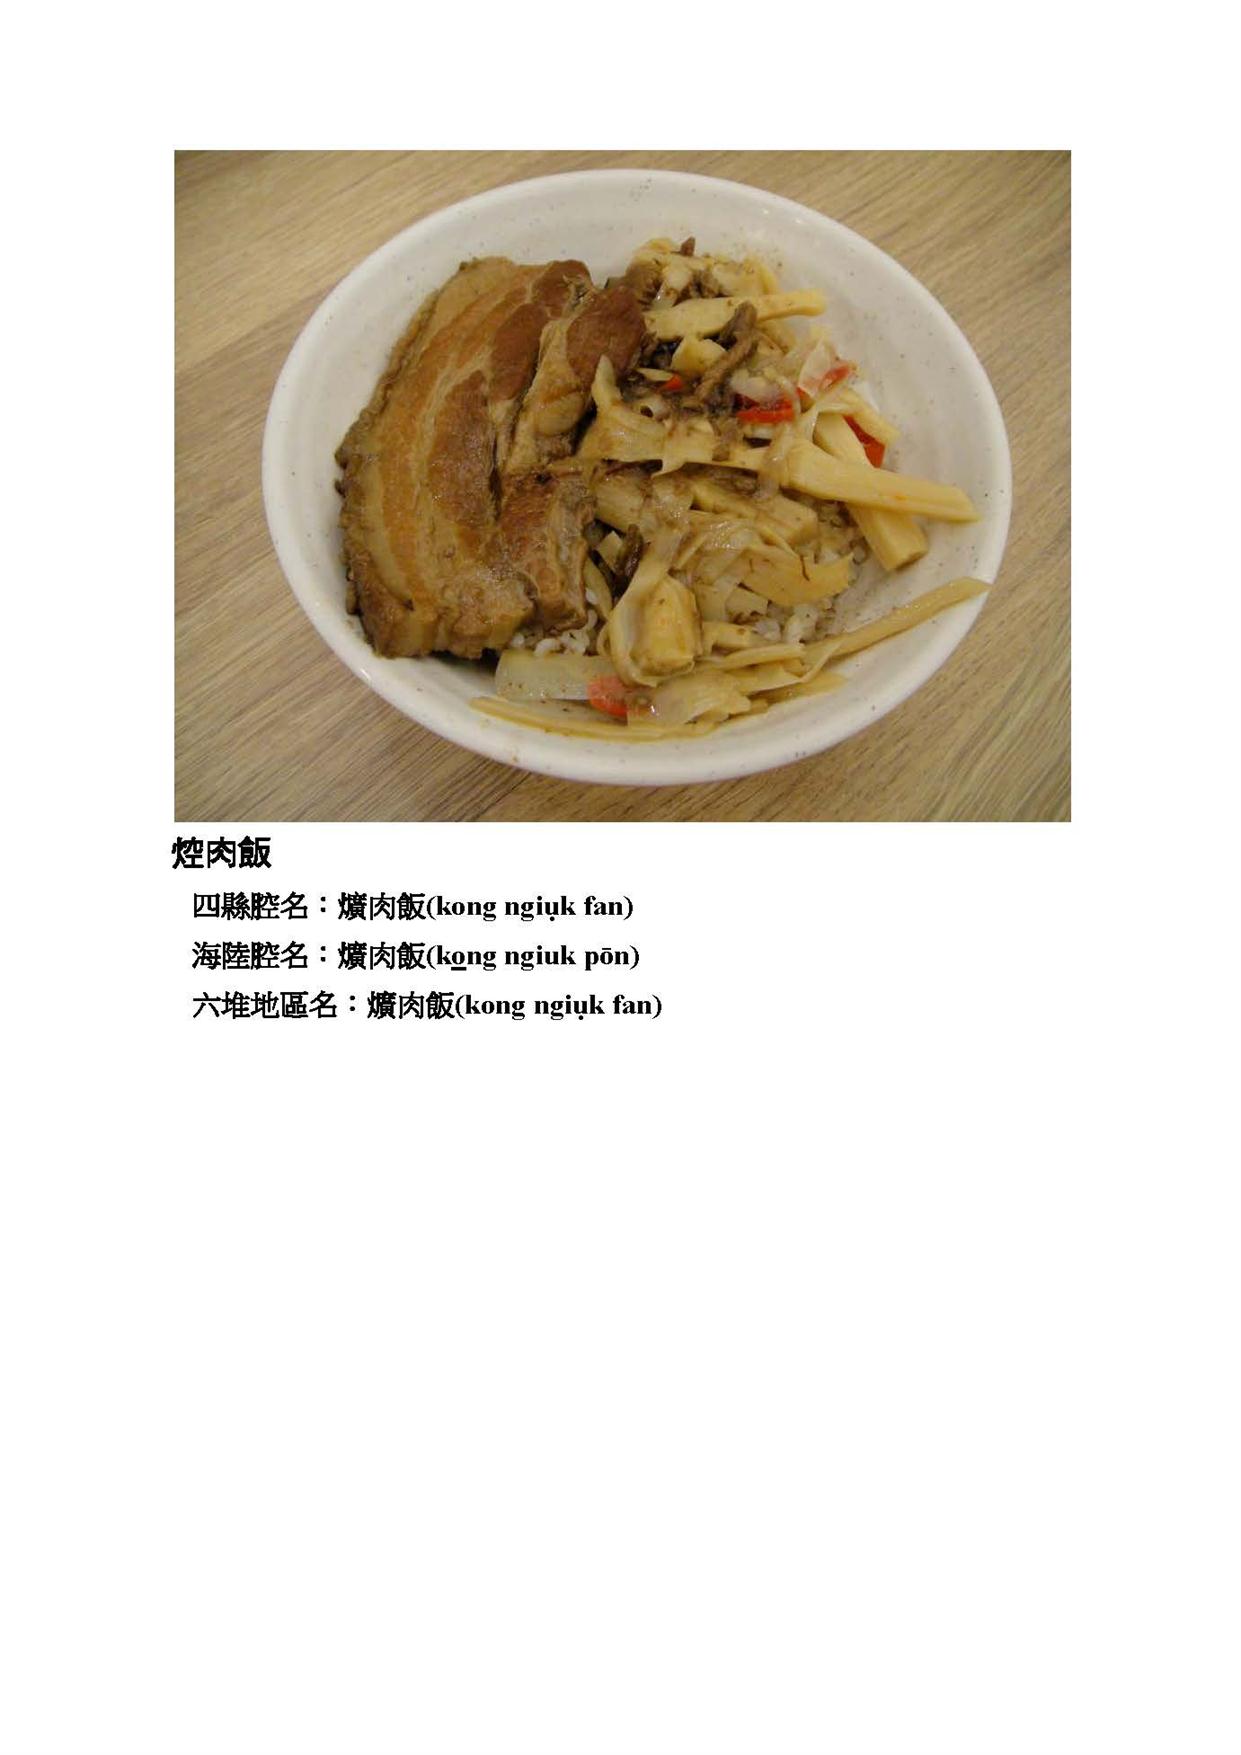 焢肉飯
四縣腔名：爌肉飯(kong ngiụk fan)
海陸腔名：爌肉飯(ko̲ng ngiuk pōn)
六堆地區名：爌肉飯(kong ngiụk fan)